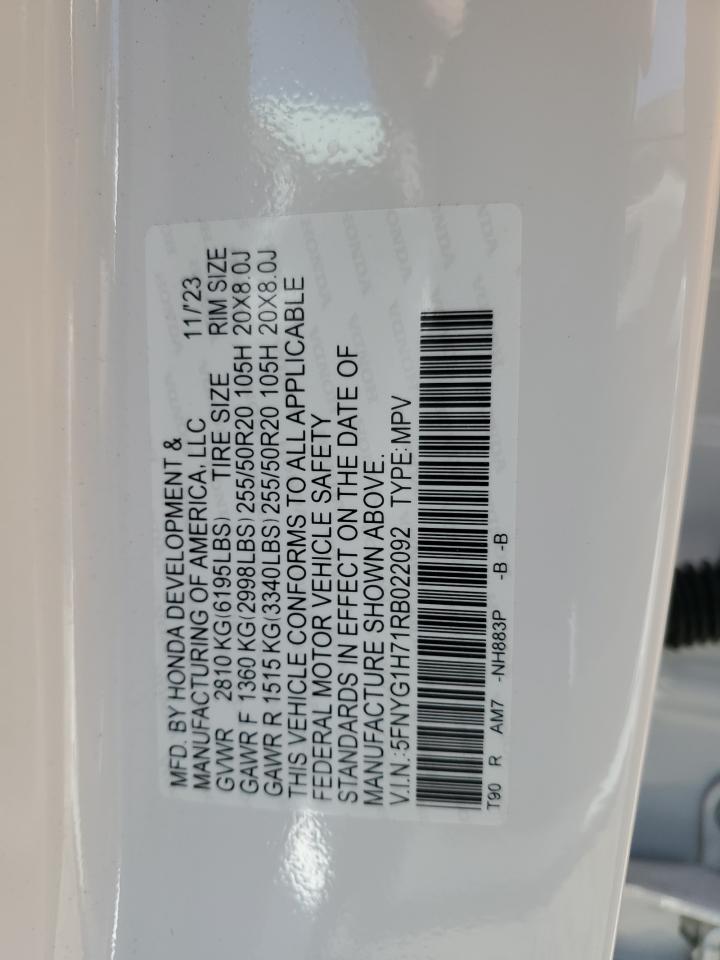 MFD. BY HONDA DEVELOPMENT &
MANUFACTURING OF AMERICA, LLC 11/'23
GVWR 2810 KG(6195LBS) TIRE SIZE RIM SIZE
GAWR F 1360 KG(2998LBS) 255/50R20 105H 20X8.0J
GAWR R 1515 KG(3340LBS) 255/50R20 105H 20X8.0J
THIS VEHICLE CONFORMS TO ALL APPLICABLE
FEDERAL MOTOR VEHICLE SAFETY
STANDARDS IN EFFECT ON THE DATE OF
MANUFACTURE SHOWN ABOVE.
V.I.N.:5FNYG1H71RB022092 TYPE:MPV
T90 R AM7 -NH883P -B -B